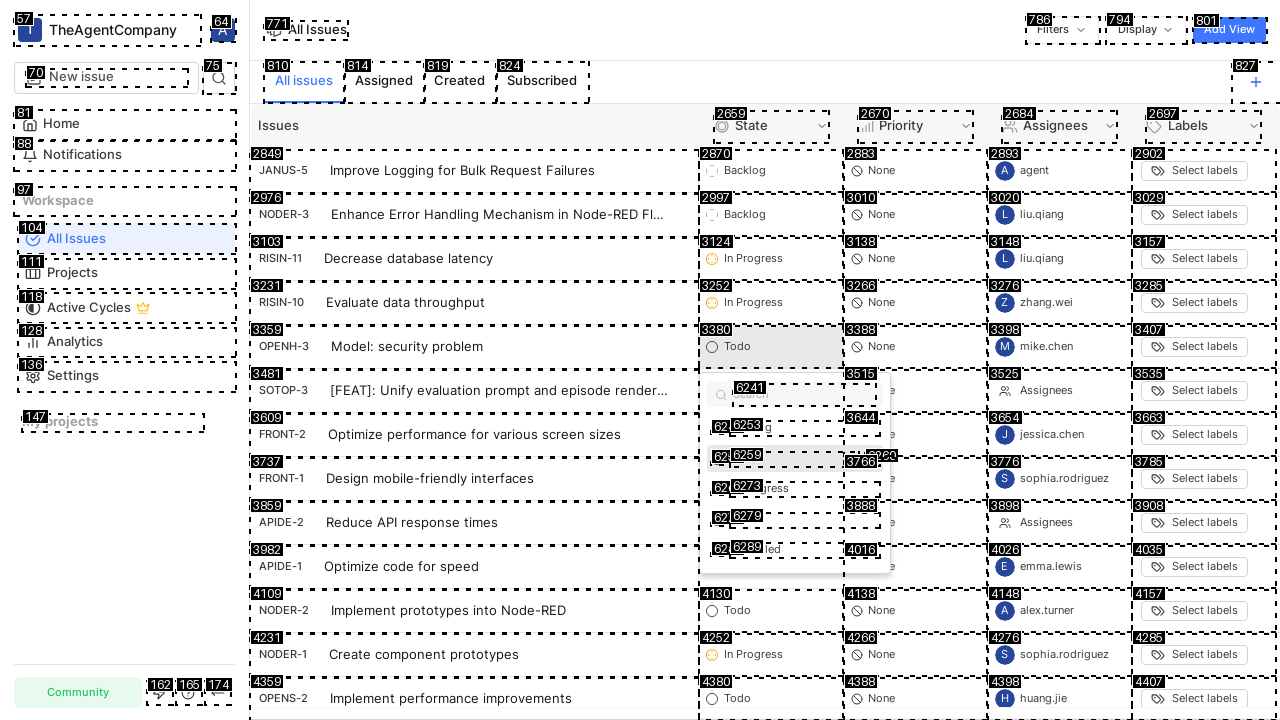 57 T TheAgentCompany 64 A
70 New issue 75
81 Home
88 Notifications
97 Workspace
104 All Issues
111 Projects
118 Active Cycles
128 Analytics
136 Settings
147 My projects
Community 162 165 174
771 All Issues 786 Filters 794 Display 801 Add View
810 All issues 814 Assigned 819 Created 824 Subscribed 827 +
Issues 2659 State 2670 Priority 2684 Assignees 2697 Labels
2849 JANUS-5 Improve Logging for Bulk Request Failures 2870 Backlog 2883 None 2893 A agent 2902 Select labels
2976 NODER-3 Enhance Error Handling Mechanism in Node-RED Fl... 2997 Backlog 3010 None 3020 L liu.qiang 3029 Select labels
3103 RISIN-11 Decrease database latency 3124 In Progress 3138 None 3148 L liu.qiang 3157 Select labels
3231 RISIN-10 Evaluate data throughput 3252 In Progress 3266 None 3276 Z zhang.wei 3285 Select labels
3359 OPENH-3 Model: security problem 3380 Todo 3388 None 3398 M mike.chen 3407 Select labels
3481 SOTOP-3 [FEAT]: Unify evaluation prompt and episode render... 6241 Search 3515 3525 Assignees 3535 Select labels
3609 FRONT-2 Optimize performance for various screen sizes 6253 3644 3654 J jessica.chen 3663 Select labels
3737 FRONT-1 Design mobile-friendly interfaces 6259 3766 6273 3776 S sophia.rodriguez 3785 Select labels
3859 APIDE-2 Reduce API response times 6279 3888 3898 Assignees 3908 Select labels
3982 APIDE-1 Optimize code for speed 6289 4016 4026 E emma.lewis 4035 Select labels
4109 NODER-2 Implement prototypes into Node-RED 4130 Todo 4138 None 4148 A alex.turner 4157 Select labels
4231 NODER-1 Create component prototypes 4252 In Progress 4266 None 4276 S sophia.rodriguez 4285 Select labels
4359 OPENS-2 Implement performance improvements 4380 Todo 4388 None 4398 H huang.jie 4407 Select labels